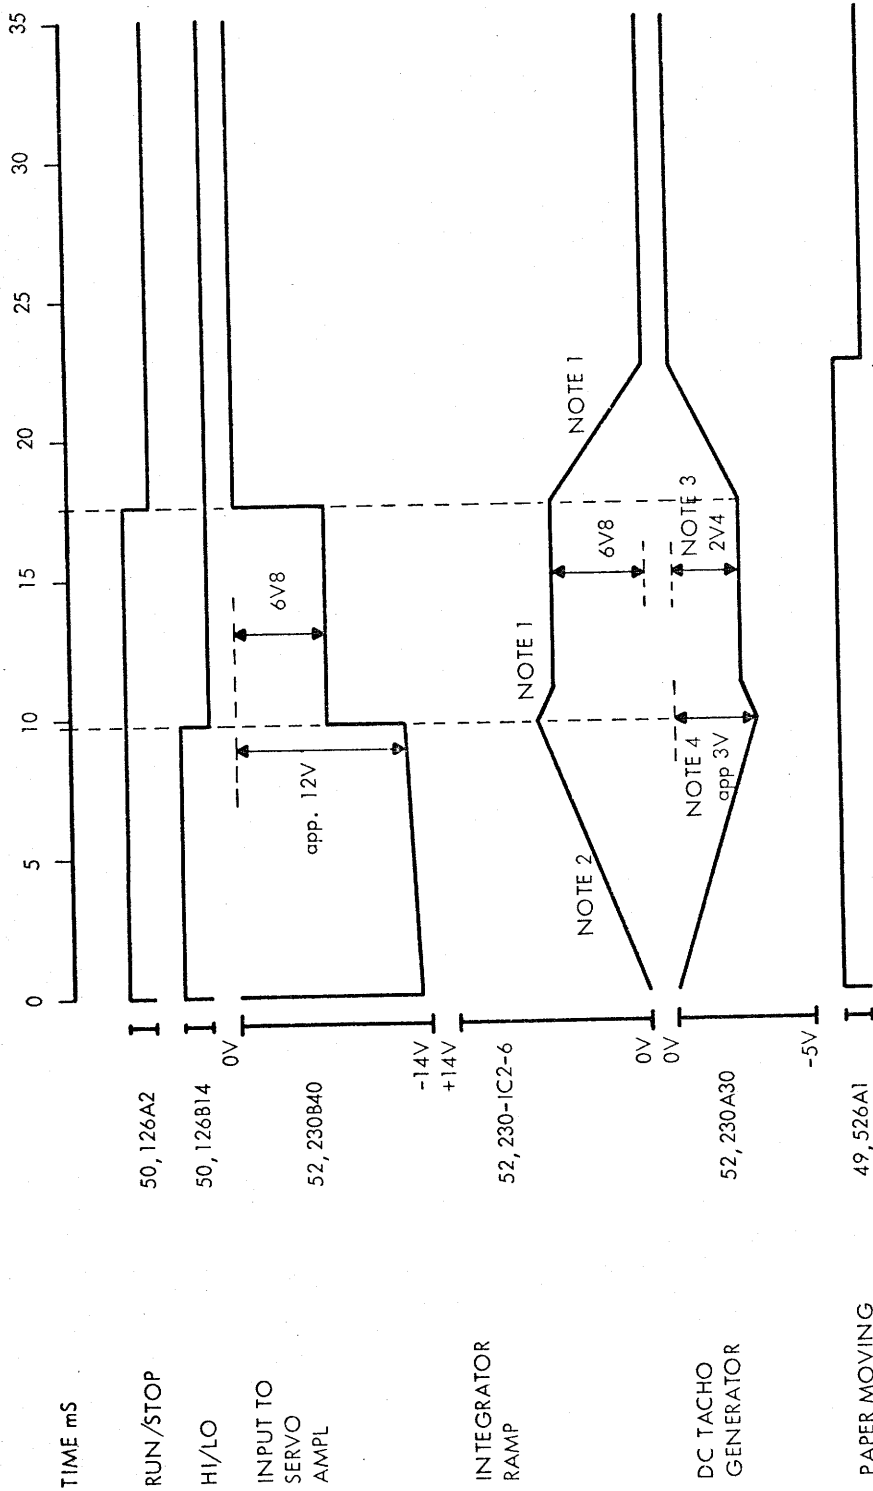 TIME mS
0 5 10 15 20 25 30 35
RUN/STOP
50,126A2
HI/LO
50,126B14
INPUT TO
SERVO
AMPL
52,230B40
0V
-14V
app. 12V
6V8
INTEGRATOR
RAMP
52,230-IC2-6
+14V
0V
NOTE 2
NOTE 1
6V8
NOTE 1
DC TACHO
GENERATOR
52,230A30
0V
-5V
NOTE 4
app 3V
NOTE 3
2V4
PAPER MOVING
49,526A1